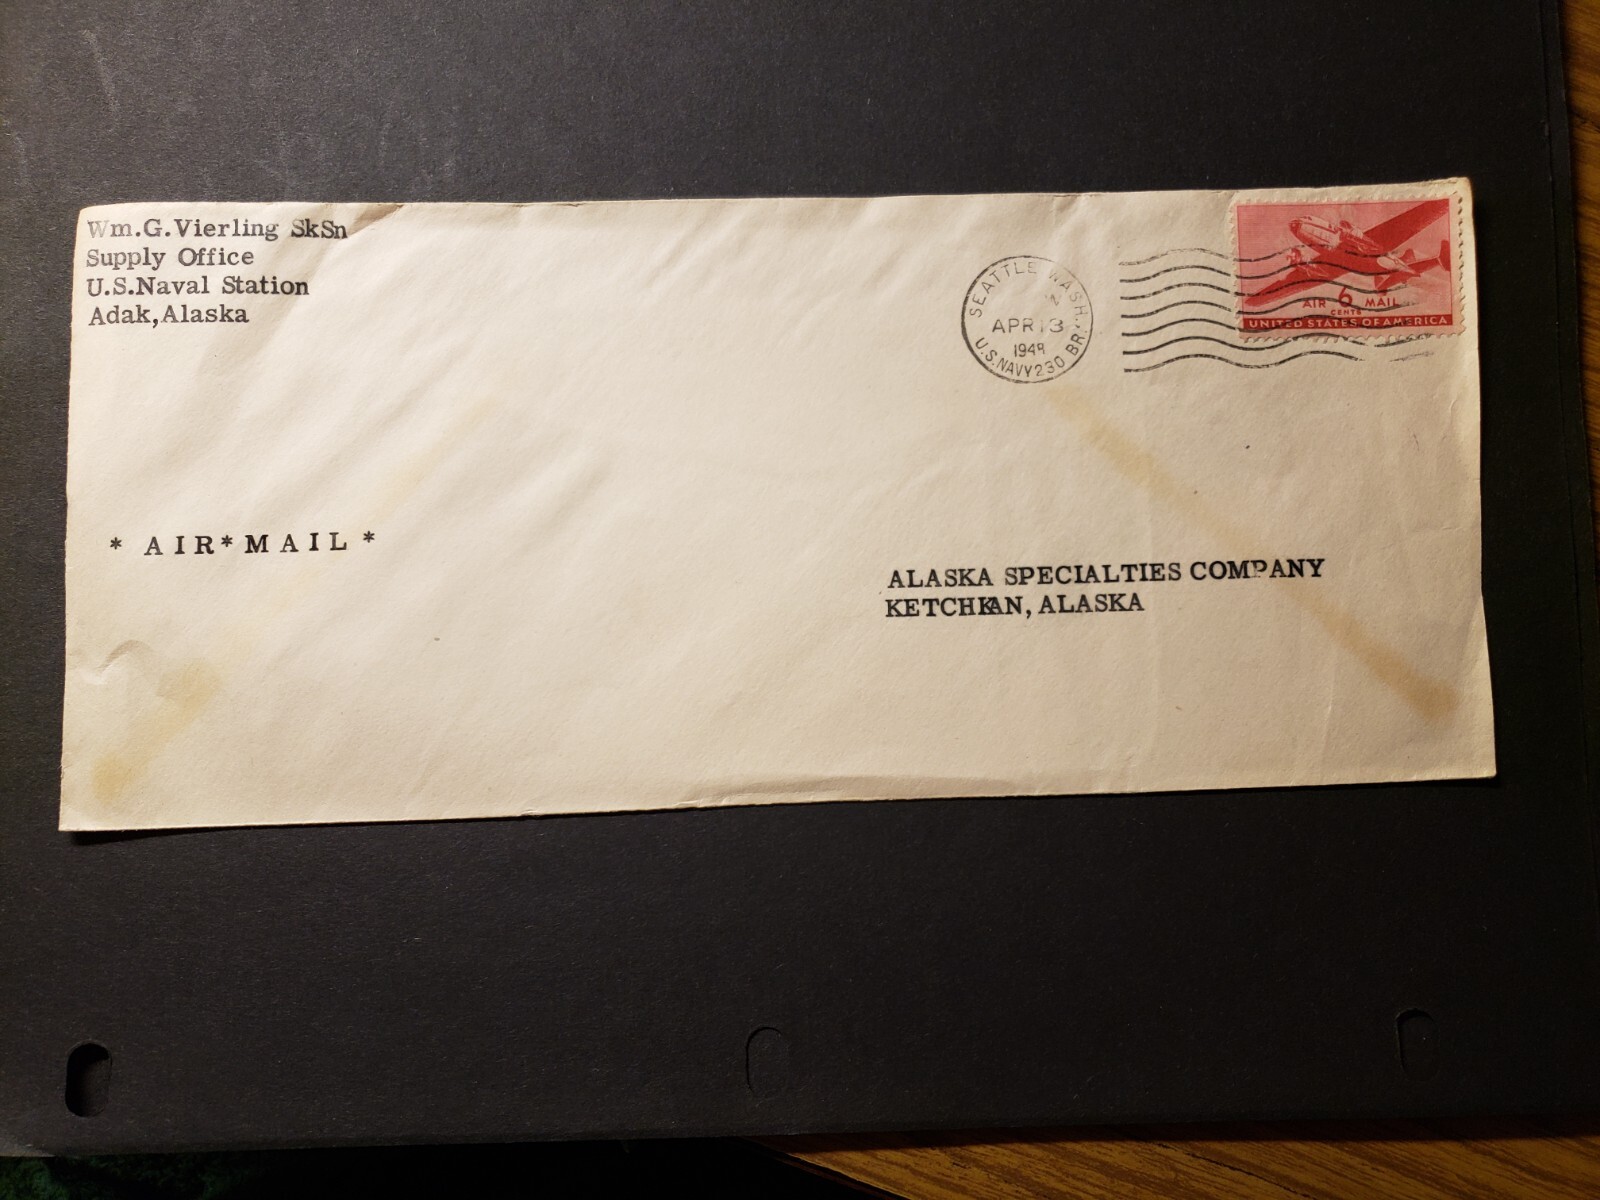 Wm.G.Vierling SkSn
Supply Office
U.S.Naval Station
Adak,Alaska
SEATTLE WASH.
APR 13
U.S.NAVY 230 BR.
AIR 6 MAIL
CENTS
UNITED STATES OF AMERICA
* AIR*MAIL *
ALASKA SPECIALTIES COMPANY
KETCHKAN, ALASKA